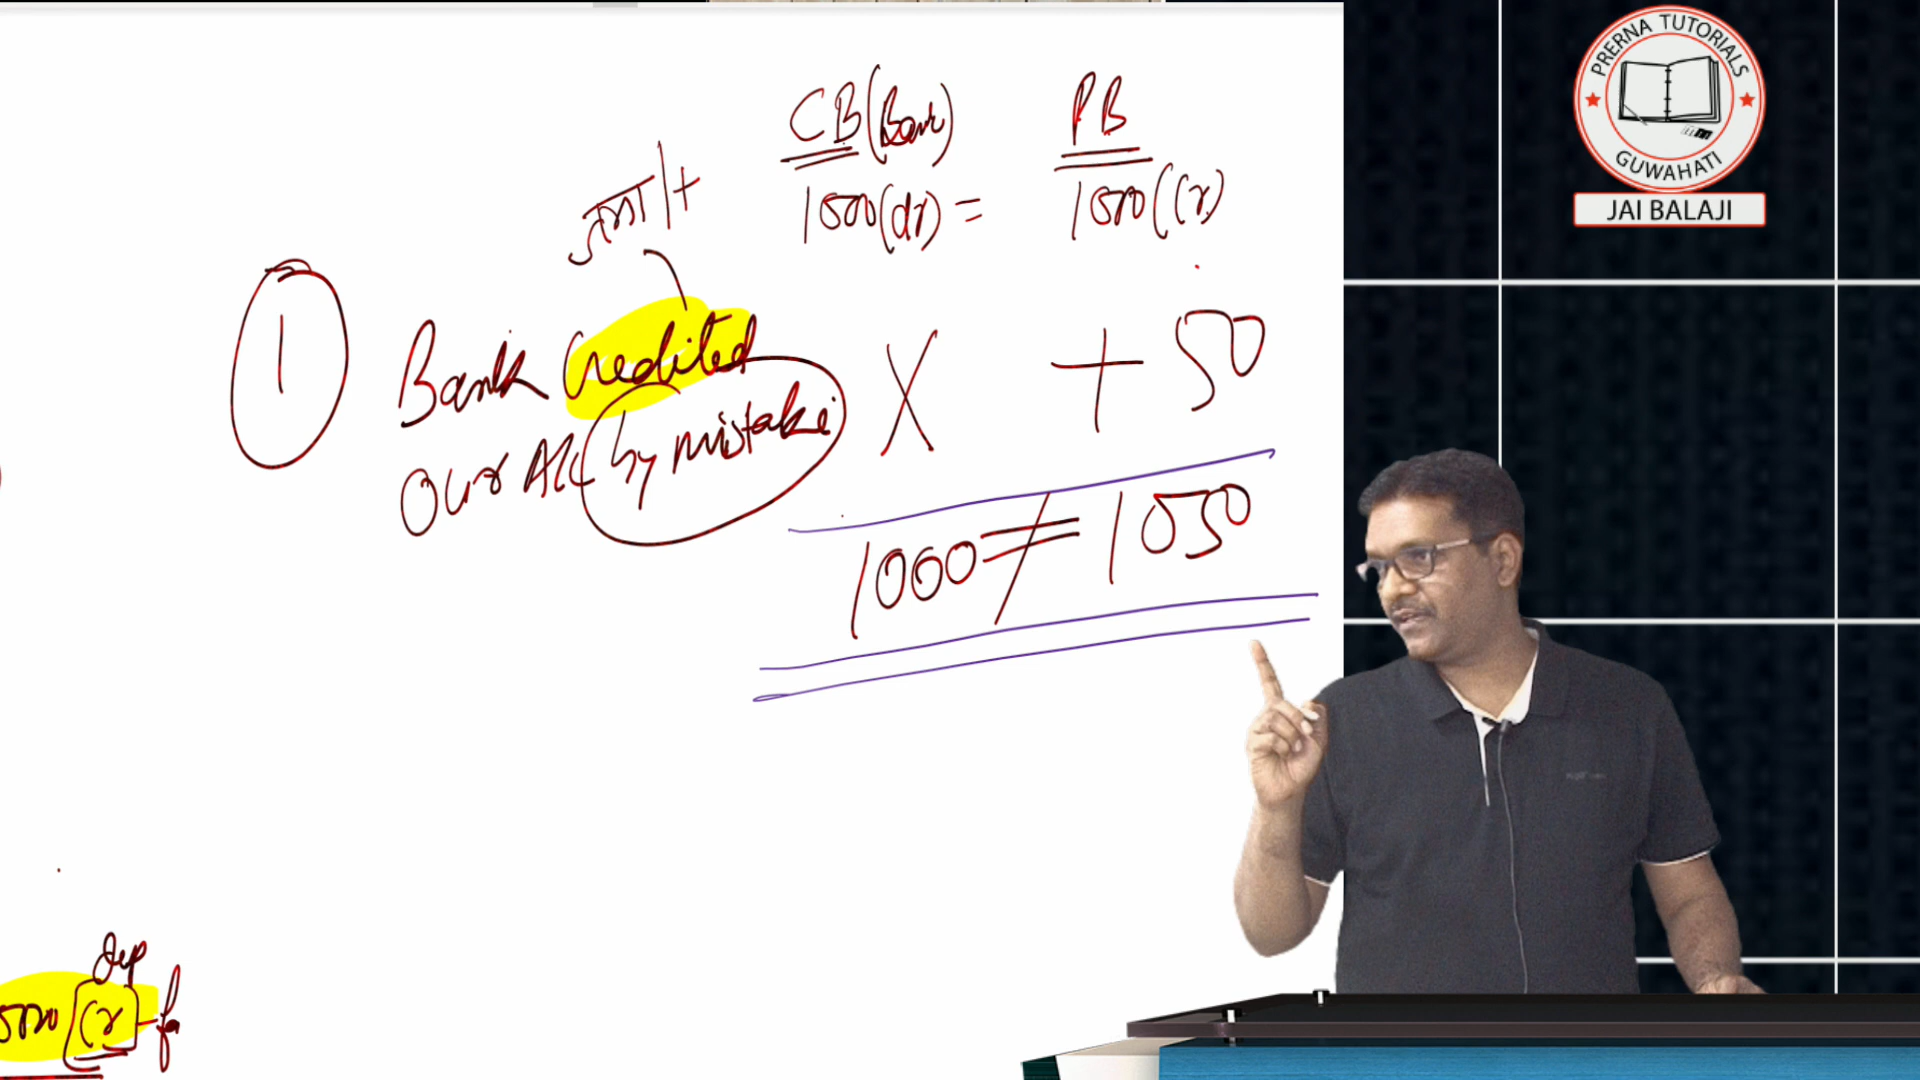 CB (Bank) PB
जमा/+ 1000(dr) = 1000(Cr)
1 Bank Credited X + 50
Our A/c by mistake
1000 ≠ 1050
dep
5000 Cr - fa
PRERNA TUTORIALS
GUWAHATI
JAI BALAJI